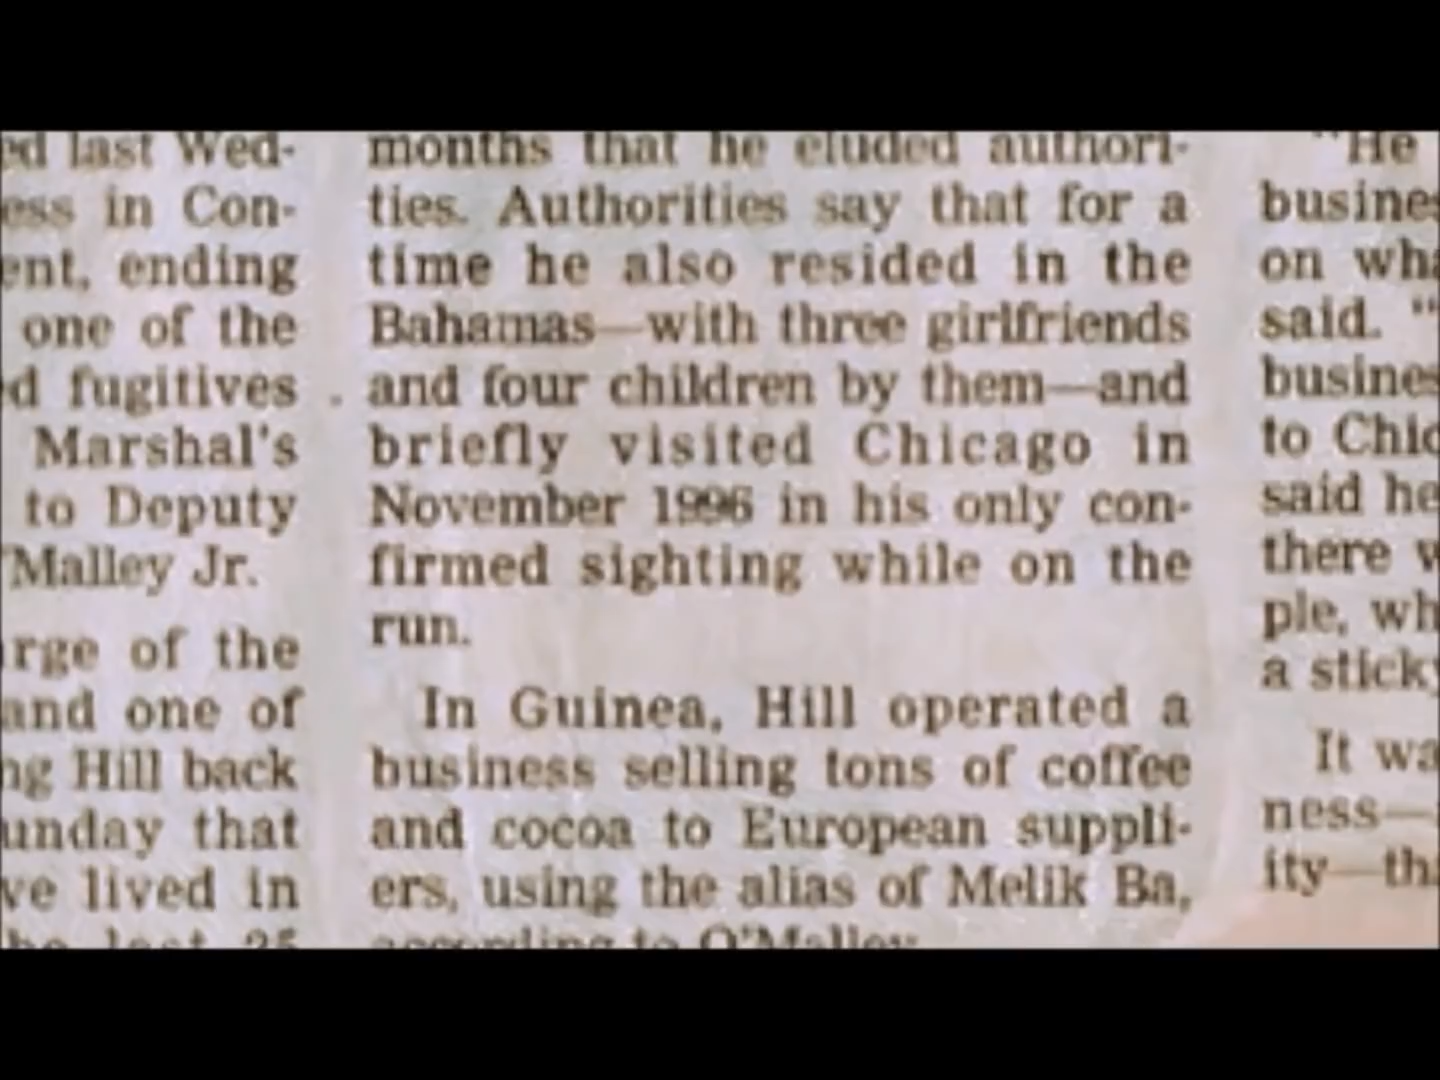 ed last Wed-
ess in Con-
ent, ending
one of the
d fugitives
Marshal's
to Deputy
'Malley Jr.
rge of the
and one of
ng Hill back
unday that
ve lived in
months that he eluded authori-
ties. Authorities say that for a
time he also resided in the
Bahamas—with three girlfriends
and four children by them—and
briefly visited Chicago in
November 1996 in his only con-
firmed sighting while on the
run.
In Guinea, Hill operated a
business selling tons of coffee
and cocoa to European suppli-
ers, using the alias of Melik Ba,
according to O'Malley.
"He
busines
on wha
said. "
busines
to Chic
said he
there w
ple, wh
a sticky
It wa
ness—
ity—tha